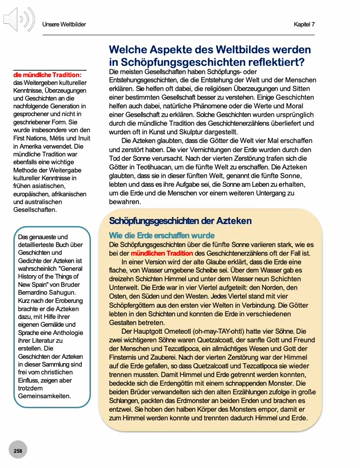 Unsere Weltbilder
Kapitel 7
Welche Aspekte des Weltbildes werden
in Schöpfungsgeschichten reflektiert?
Die meisten Gesellschaften haben Schöpfungs- oder
Entstehungsgeschichten, die die Entstehung der Welt und der Menschen
erklären. Sie helfen oft dabei, die religiösen Überzeugungen und Sitten
einer bestimmten Gesellschaft besser zu verstehen. Einige Geschichten
helfen auch dabei, natürliche Phänomene oder die Werte und Moral
einer Gesellschaft zu erklären. Solche Geschichten wurden ursprünglich
durch die mündliche Tradition des Geschichtenerzählens überliefert und
wurden oft in Kunst und Skulptur dargestellt.
Die Azteken glaubten, dass die Götter die Welt vier Mal erschaffen
und zerstört haben. Die vier Vernichtungen der Erde wurden durch den
Tod der Sonne verursacht. Nach der vierten Zerstörung trafen sich die
Götter in Teotihuacan, um die fünfte Welt zu erschaffen. Die Azteken
glaubten, dass sie in dieser fünften Welt, genannt die fünfte Sonne,
lebten und dass es ihre Aufgabe sei, die Sonne am Leben zu erhalten,
um die Erde und die Menschen vor einem weiteren Untergang zu
bewahren.
die mündliche Tradition:
das Weitergeben kultureller
Kenntnisse, Überzeugungen
und Geschichten an die
nachfolgende Generation in
gesprochener und nicht in
geschriebener Form. Sie
wurde insbesondere von den
First Nations, Métis und Inuit
in Amerika verwendet. Die
mündliche Tradition war
ebenfalls eine wichtige
Methode der Weitergabe
kultureller Kenntnisse in
frühen asiatischen,
europäischen, afrikanischen
und australischen
Gesellschaften.
Das genaueste und
detaillierteste Buch über
Geschichten und
Gedichte der Azteken ist
wahrscheinlich "General
History of the Things of
New Spain" von Bruder
Bernardino Sahagun.
Kurz nach der Eroberung
brachte er die Azteken
dazu, mit Hilfe ihrer
eigenen Gemälde und
Sprache eine Anthologie
ihrer Literatur zu
erstellen. Die
Geschichten der Azteken
in dieser Sammlung sind
frei vom christlichen
Einfluss, zeigen aber
trotzdem
Gemeinsamkeiten.
Schöpfungsgeschichten der Azteken
Wie die Erde erschaffen wurde
Die Schöpfungsgeschichten über die fünfte Sonne variieren stark, wie es
bei der mündlichen Tradition des Geschichtenerzählens oft der Fall ist.
In einer Version wird der alte Glaube erklärt, dass die Erde eine
flache, von Wasser umgebene Scheibe sei. Über dem Wasser gab es
dreizehn Schichten Himmel und unter dem Wasser neun Schichten
Unterwelt. Die Erde war in vier Viertel aufgeteilt: den Norden, den
Osten, den Süden und den Westen. Jedes Viertel stand mit vier
Schöpfergöttern aus den ersten vier Welten in Verbindung. Die Götter
lebten in den Schichten und konnten die Erde in verschiedenen
Gestalten betreten.
Der Hauptgott Ometeotl (oh-may-TAY-ohtl) hatte vier Söhne. Die
zwei wichtigsten Söhne waren Quetzalcoatl, der sanfte Gott und Freund
der Menschen und Tezcatlipoca, ein allmächtiges Wesen und Gott der
Finsternis und Zauberei. Nach der vierten Zerstörung war der Himmel
auf die Erde gefallen, so dass Quetzalcoatl und Tezcatlipoca sie wieder
trennen mussten. Damit Himmel und Erde getrennt werden konnten,
bedeckte sich die Erdengöttin mit einem schnappenden Monster. Die
beiden Brüder verwandelten sich den alten Erzählungen zufolge in große
Schlangen, packten das Erdmonster an beiden Enden und brachen es
entzwei. Sie hoben den halben Körper des Monsters empor, damit er
zum Himmel werden konnte und trennten dadurch Himmel und Erde.
258